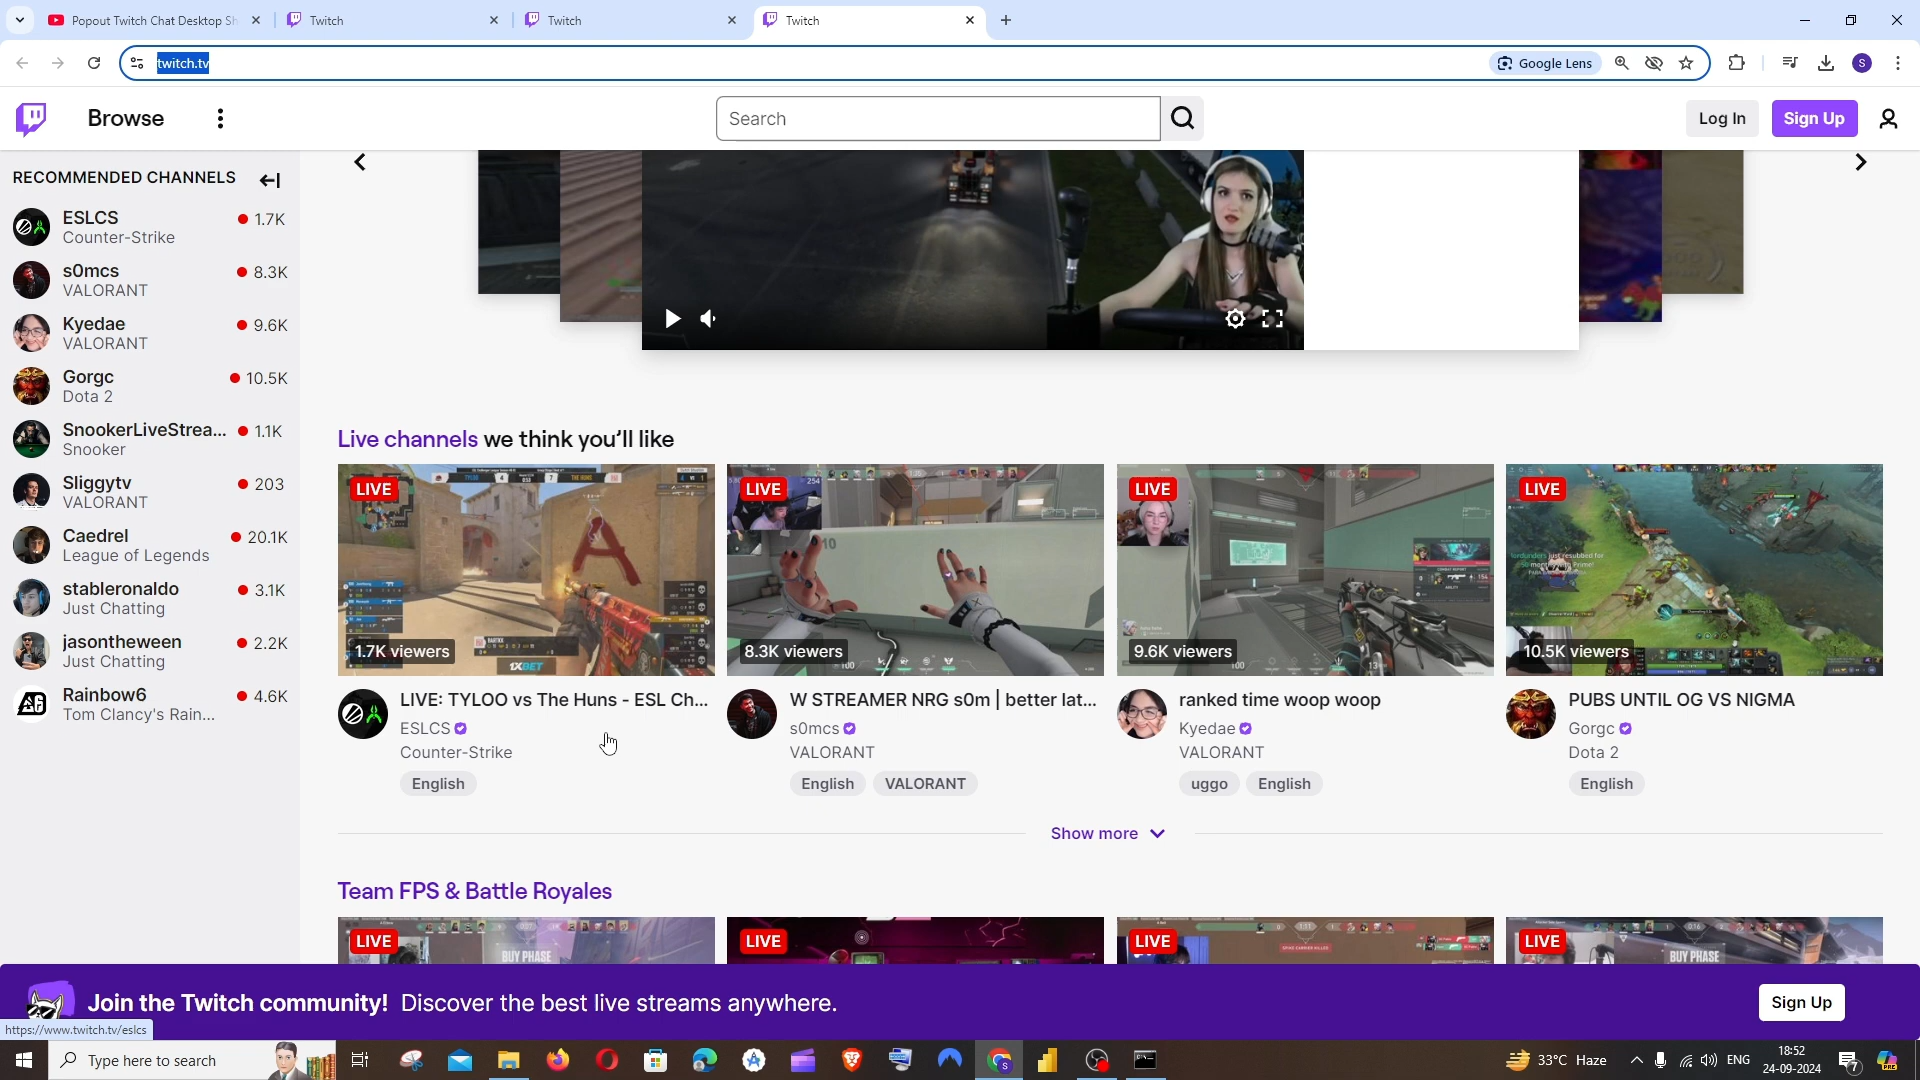 Popout Twitch Chat Desktop Sh
Twitch
Twitch
Twitch
twitch.tv
Google Lens
S
Browse
Search
Log In
Sign Up
RECOMMENDED CHANNELS
ESLCS
1.7K
Counter-Strike
s0mcs
8.3K
VALORANT
Kyedae
9.6K
VALORANT
Gorgc
10.5K
Dota 2
SnookerLiveStrea...
1.1K
Snooker
Sliggytv
203
VALORANT
Caedrel
20.1K
League of Legends
stableronaldo
3.1K
Just Chatting
jasontheween
2.2K
Just Chatting
Rainbow6
4.6K
Tom Clancy's Rain...
Live channels we think you'll like
LIVE
LIVE
LIVE
LIVE
1.7K viewers
8.3K viewers
9.6K viewers
10.5K viewers
LIVE: TYLOO vs The Huns - ESL Ch...
ESLCS
Counter-Strike
English
W STREAMER NRG s0m | better lat...
s0mcs
VALORANT
English
VALORANT
ranked time woop woop
Kyedae
VALORANT
uggo
English
PUBS UNTIL OG VS NIGMA
Gorgc
Dota 2
English
Show more
Team FPS & Battle Royales
LIVE
BUY PHASE
LIVE
LIVE
LIVE
BUY PHASE
Join the Twitch community! Discover the best live streams anywhere.
Sign Up
https://www.twitch.tv/eslcs
Type here to search
33°C Haze
ENG
18:52
24-09-2024
7